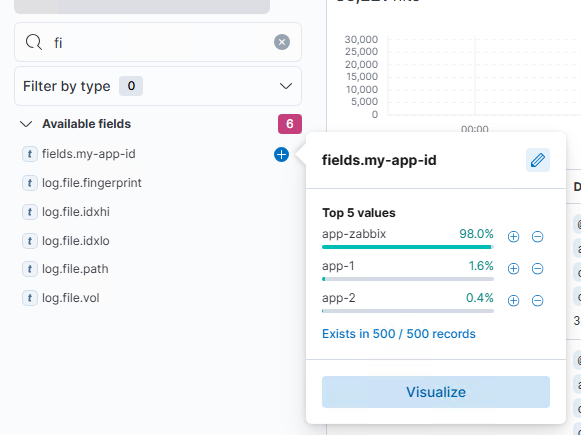 hits
fi
Filter by type 0
30,000
25,000
20,000
15,000
10,000
5,000
0
00:00
Available fields 6
t fields.my-app-id
t log.file.fingerprint
t log.file.idxhi
t log.file.idxlo
t log.file.path
t log.file.vol
fields.my-app-id
Top 5 values
app-zabbix 98.0%
app-1 1.6%
app-2 0.4%
Exists in 500 / 500 records
Visualize
D
3